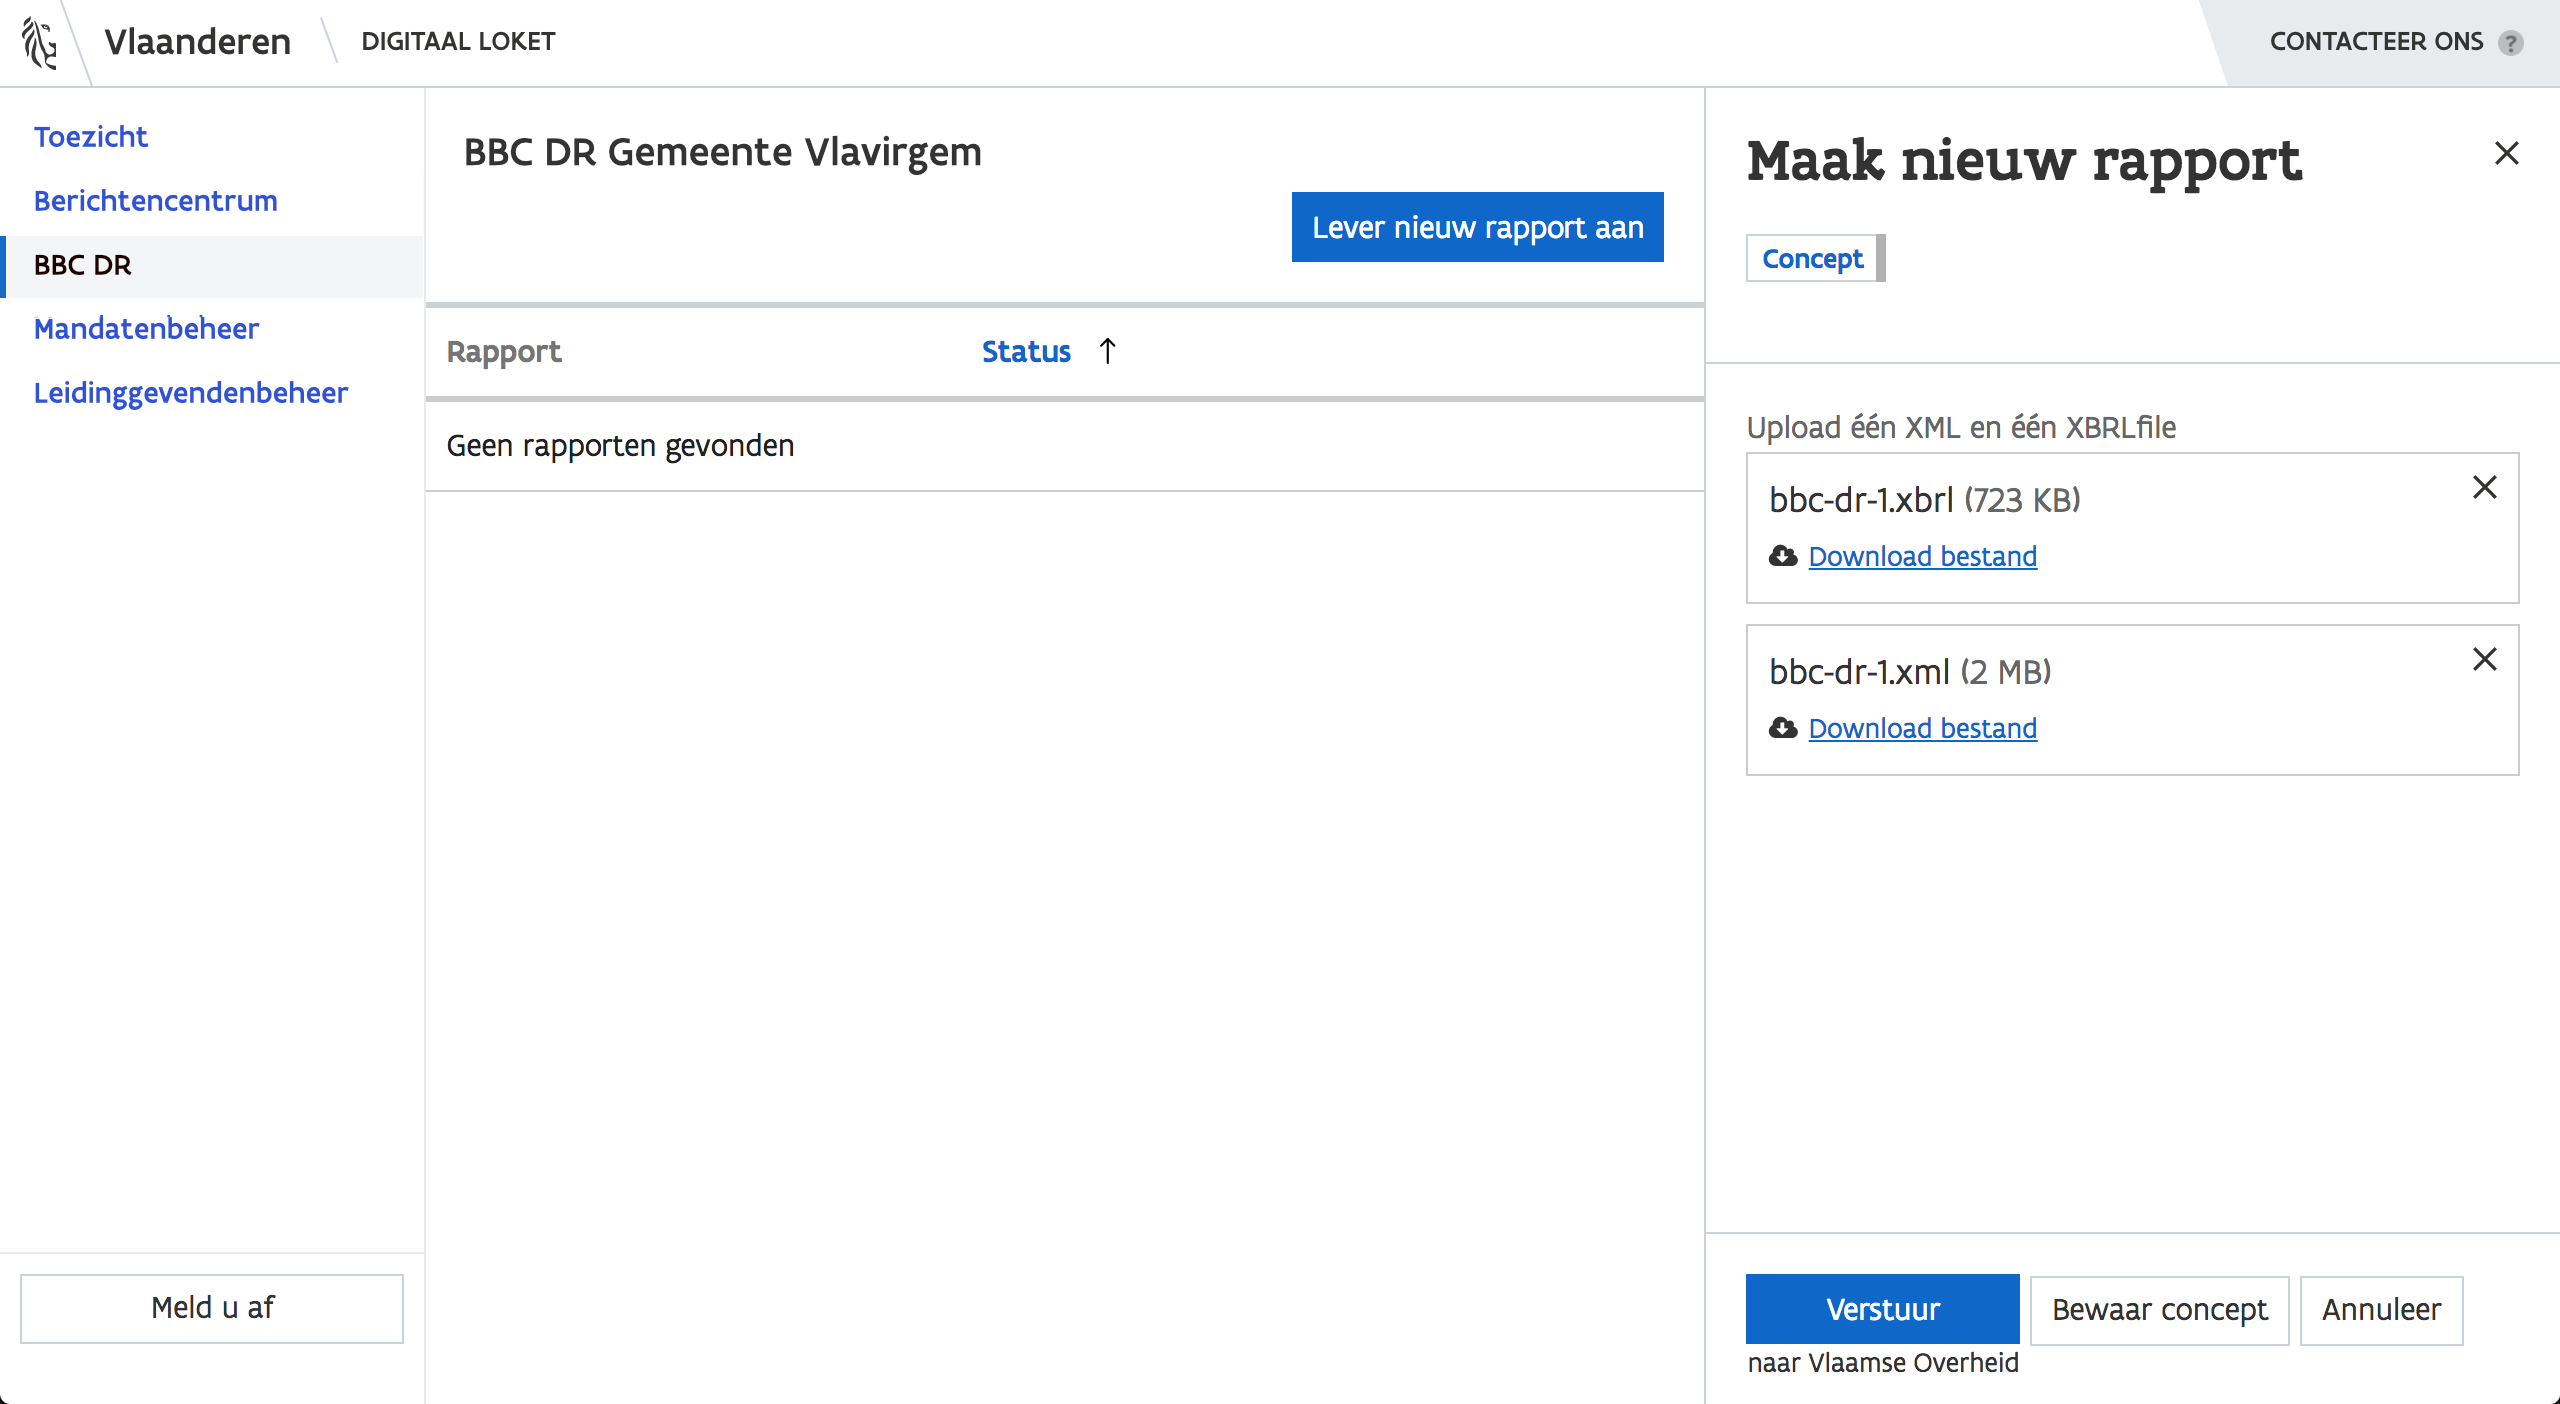 Vlaanderen
DIGITAAL LOKET
CONTACTEER ONS ?
Toezicht
Berichtencentrum
BBC DR
Mandatenbeheer
Leidinggevendenbeheer
Meld u af
BBC DR Gemeente Vlavirgem
Lever nieuw rapport aan
Rapport
Status ↑
Geen rapporten gevonden
Maak nieuw rapport
Concept
Upload één XML en één XBRLfile
bbc-dr-1.xbrl (723 KB)
Download bestand
bbc-dr-1.xml (2 MB)
Download bestand
Verstuur
naar Vlaamse Overheid
Bewaar concept
Annuleer